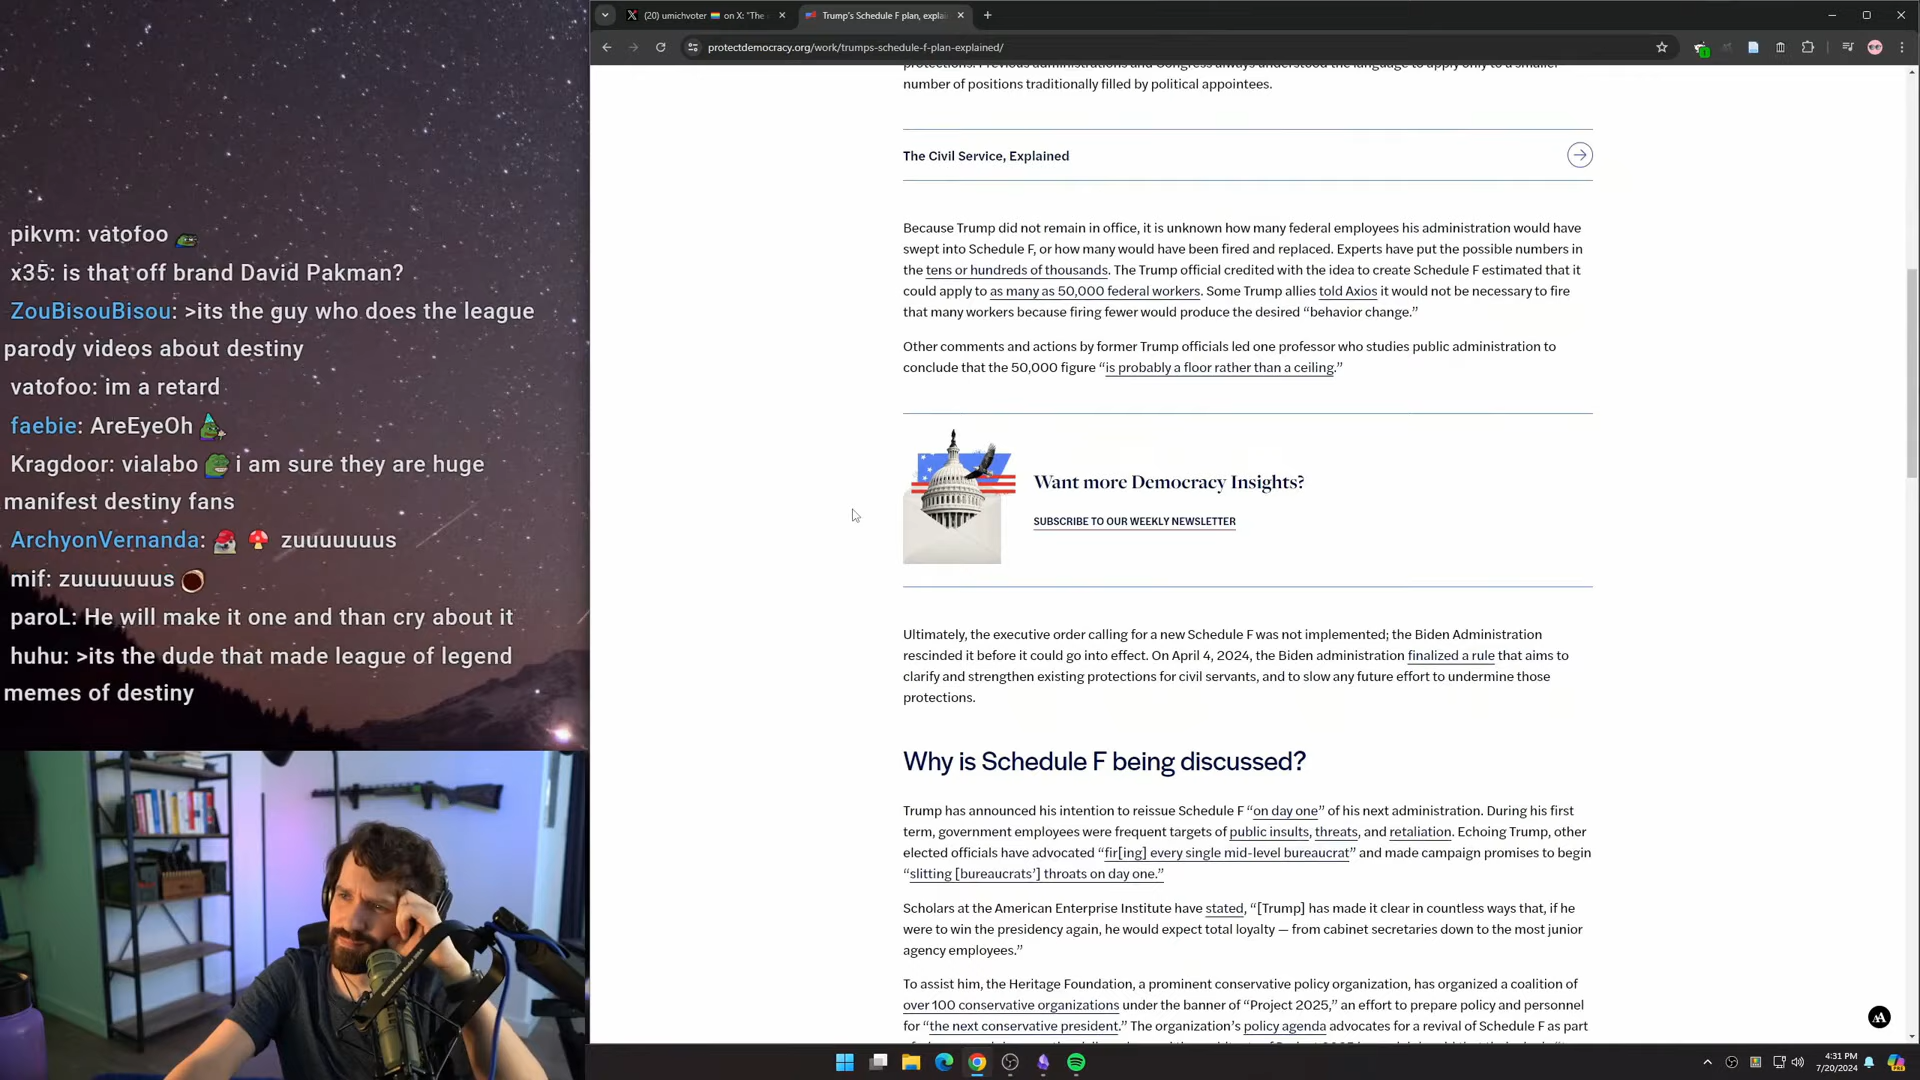 (20) umichvoter on X: "The
Trump's Schedule F plan, explai
protectdemocracy.org/work/trumps-schedule-f-plan-explained/
pikvm: vatofoo
x35: is that off brand David Pakman?
ZouBisouBisou: >its the guy who does the league
parody videos about destiny
vatofoo: im a retard
faebie: AreEyeOh
Kragdoor: vialabo i am sure they are huge
manifest destiny fans
ArchyonVernanda: zuuuuuuus
mif: zuuuuuuus
paroL: He will make it one and than cry about it
huhu: >its the dude that made league of legend
memes of destiny
protections. Previous administrations and Congress always understood the language to apply only to a smaller
number of positions traditionally filled by political appointees.
The Civil Service, Explained
Because Trump did not remain in office, it is unknown how many federal employees his administration would have
swept into Schedule F, or how many would have been fired and replaced. Experts have put the possible numbers in
the tens or hundreds of thousands. The Trump official credited with the idea to create Schedule F estimated that it
could apply to as many as 50,000 federal workers. Some Trump allies told Axios it would not be necessary to fire
that many workers because firing fewer would produce the desired “behavior change.”
Other comments and actions by former Trump officials led one professor who studies public administration to
conclude that the 50,000 figure “is probably a floor rather than a ceiling.”
Want more Democracy Insights?
SUBSCRIBE TO OUR WEEKLY NEWSLETTER
Ultimately, the executive order calling for a new Schedule F was not implemented; the Biden Administration
rescinded it before it could go into effect. On April 4, 2024, the Biden administration finalized a rule that aims to
clarify and strengthen existing protections for civil servants, and to slow any future effort to undermine those
protections.
Why is Schedule F being discussed?
Trump has announced his intention to reissue Schedule F “on day one” of his next administration. During his first
term, government employees were frequent targets of public insults, threats, and retaliation. Echoing Trump, other
elected officials have advocated “fir[ing] every single mid-level bureaucrat” and made campaign promises to begin
“slitting [bureaucrats’] throats on day one.”
Scholars at the American Enterprise Institute have stated, “[Trump] has made it clear in countless ways that, if he
were to win the presidency again, he would expect total loyalty — from cabinet secretaries down to the most junior
agency employees.”
To assist him, the Heritage Foundation, a prominent conservative policy organization, has organized a coalition of
over 100 conservative organizations under the banner of “Project 2025,” an effort to prepare policy and personnel
for “the next conservative president.” The organization’s policy agenda advocates for a revival of Schedule F as part
4:31 PM
7/20/2024